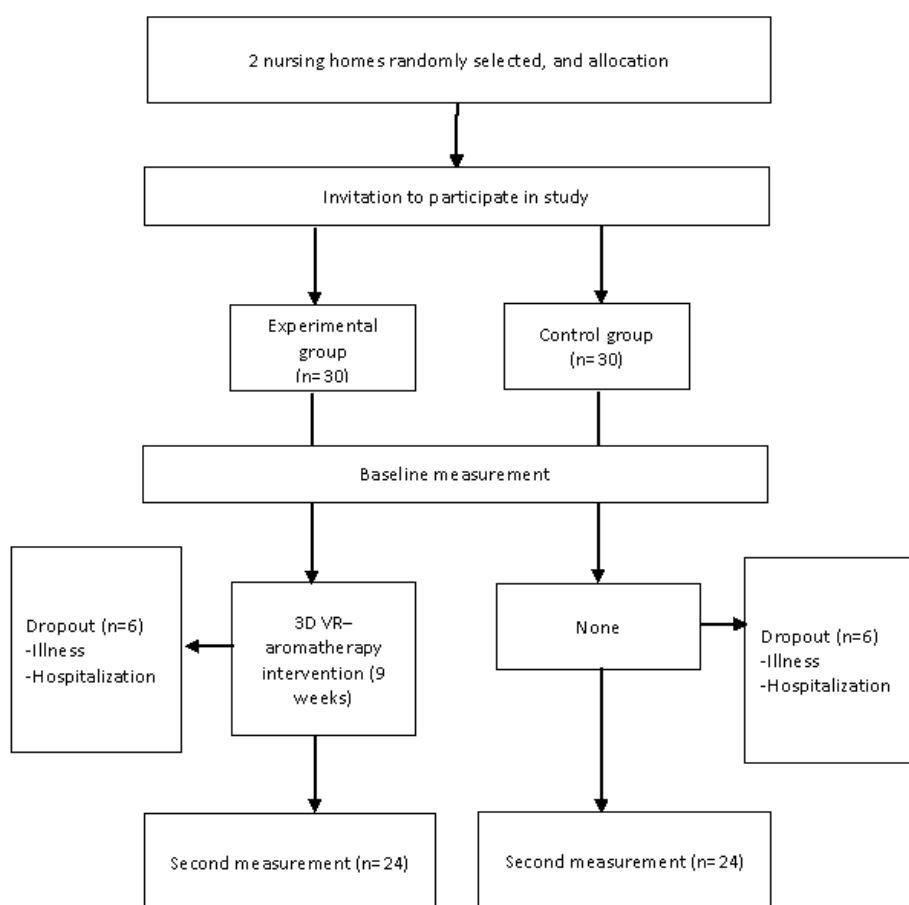 2 nursing homes randomly selected, and allocation
Invitation to participate in study
Experimental
group
(n=30)
Control group
(n=30)
Baseline measurement
Dropout (n=6)
-Illness
-Hospitalization
3D VR–
aromatherapy
intervention (9
weeks)
None
Dropout (n=6)
-Illness
-Hospitalization
Second measurement (n=24)
Second measurement (n=24)